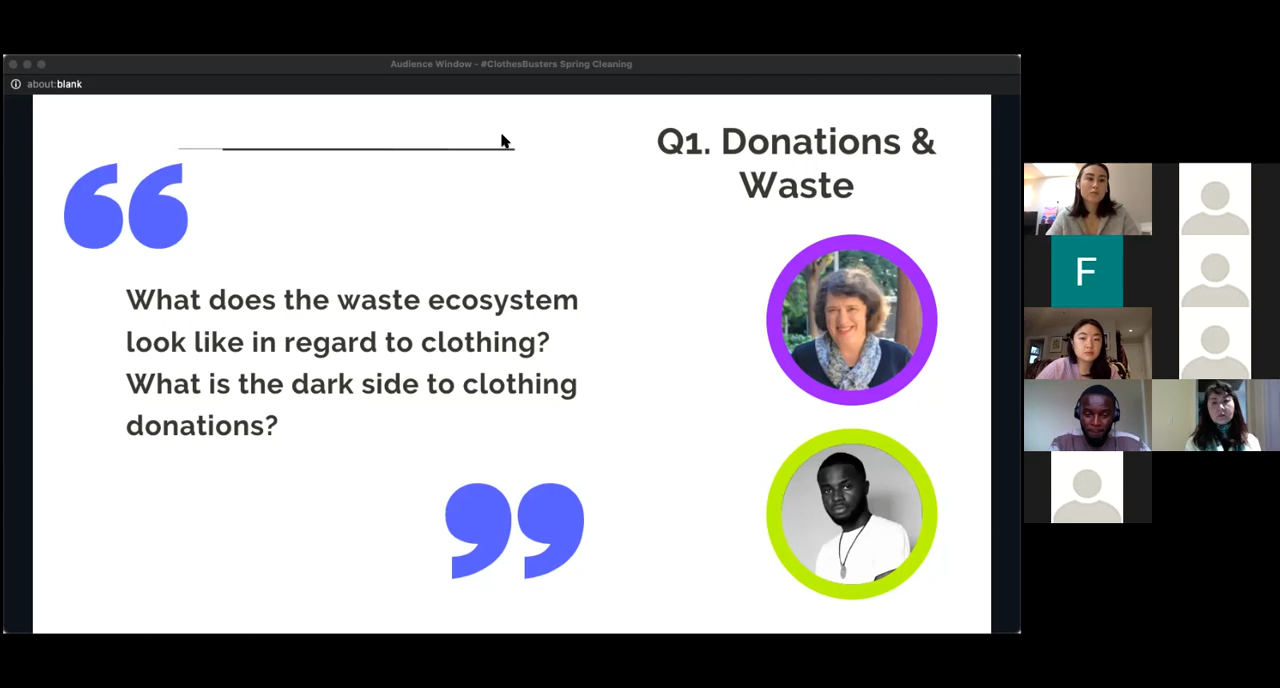 Audience Window - #ClothesBusters Spring Cleaning
about:blank
Q1. Donations &
Waste
What does the waste ecosystem
look like in regard to clothing?
What is the dark side to clothing
donations?
F